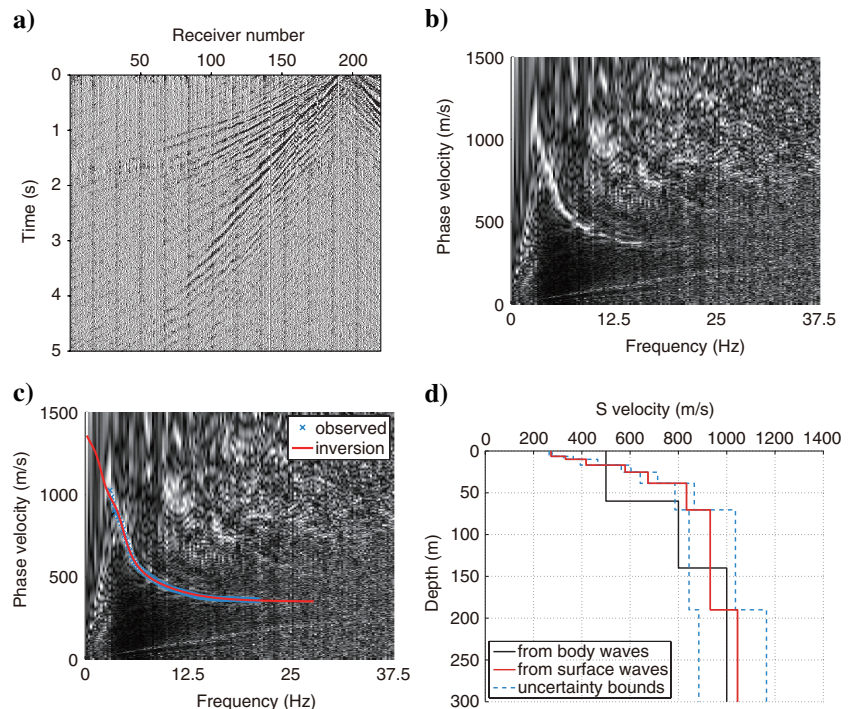 a)
Receiver number
50 100 150 200
0
1
2
3
4
5
Time (s)
b)
1500
1000
500
0
Phase velocity (m/s)
0 12.5 25 37.5
Frequency (Hz)
c)
1500
1000
500
0
Phase velocity (m/s)
observed
inversion
0 12.5 25 37.5
Frequency (Hz)
d)
S velocity (m/s)
0 200 400 600 800 1000 1200 1400
0
50
100
150
200
250
300
Depth (m)
from body waves
from surface waves
uncertainty bounds